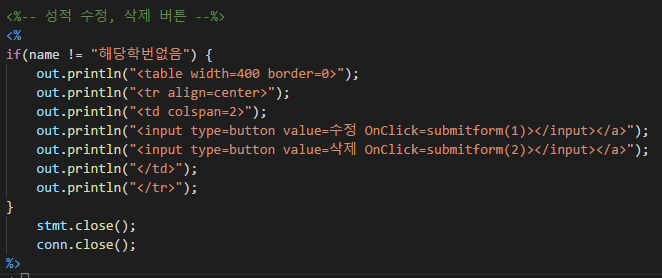 <%-- 성적 수정, 삭제 버튼 --%>
<%
if(name != "해당학번없음") {
    out.println("<table width=400 border=0>");
    out.println("<tr align=center>");
    out.println("<td colspan=2>");
    out.println("<input type=button value=수정 OnClick=submitform(1)></input></a>");
    out.println("<input type=button value=삭제 OnClick=submitform(2)></input></a>");
    out.println("</td>");
    out.println("</tr>");
}
    stmt.close();
    conn.close();
%>